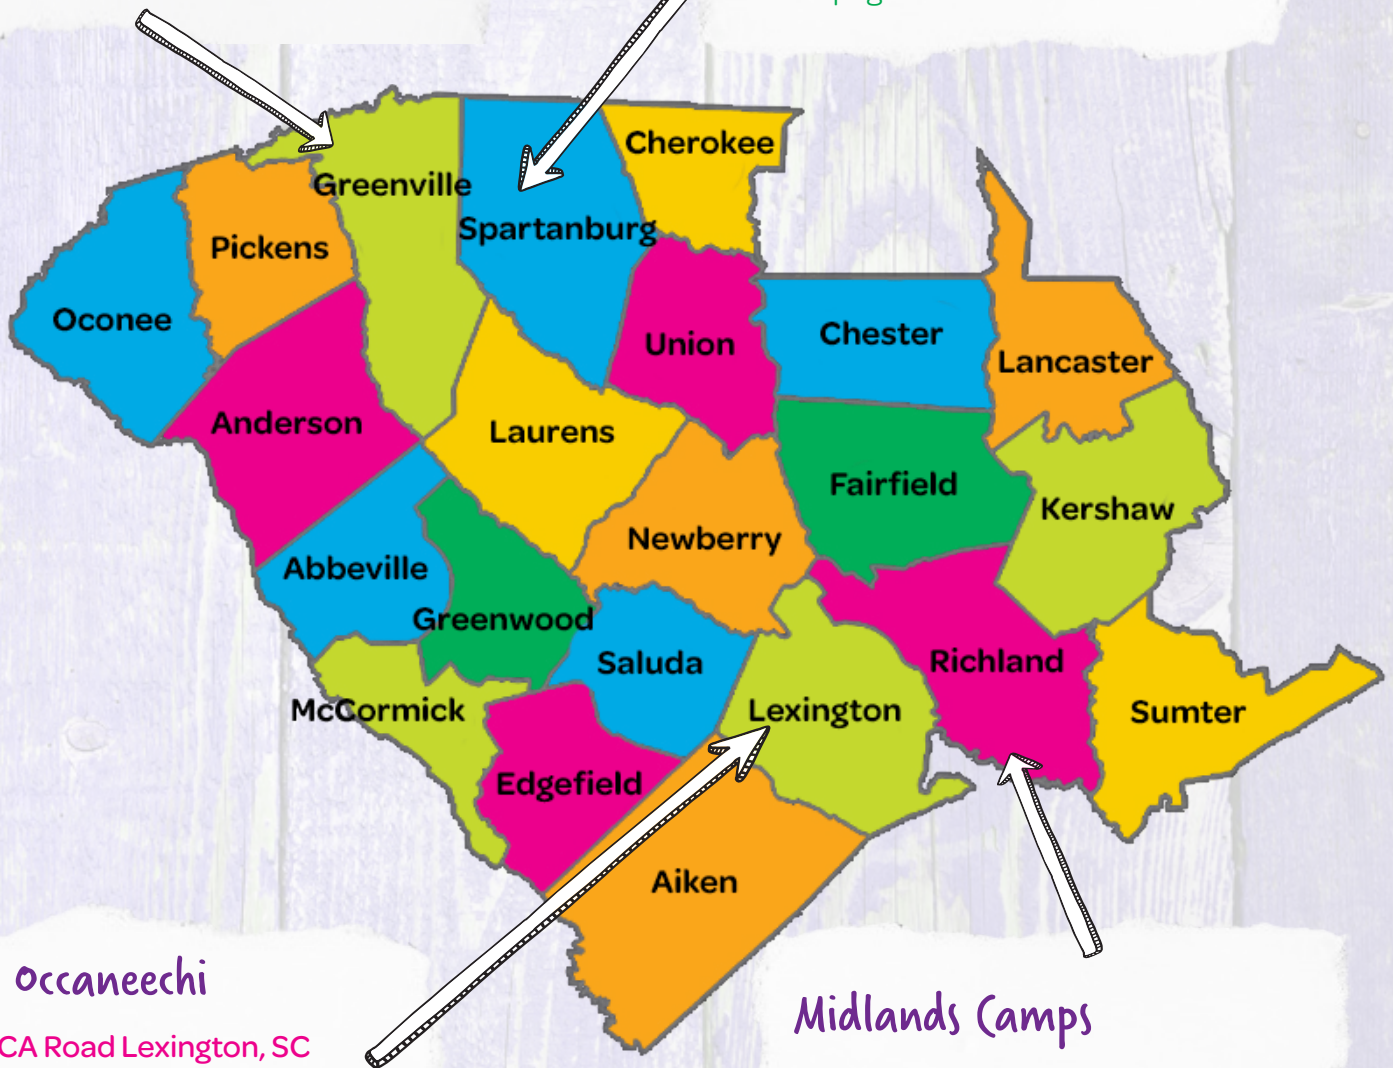 Cherokee
Greenville
Spartanburg
Pickens
Oconee
Chester
Union
Lancaster
Anderson
Laurens
Fairfield
Kershaw
Newberry
Abbeville
Greenwood
Saluda
Richland
McCormick
Lexington
Sumter
Edgefield
Aiken
Occaneechi
CA Road Lexington, SC
Midlands Camps